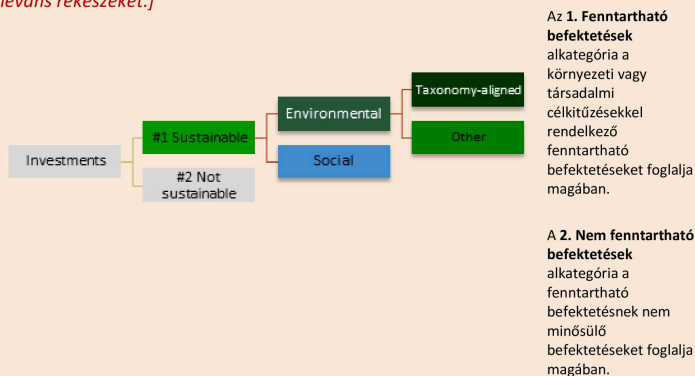 releváns rekeszeket.]
Az 1. Fenntartható
befektetések
alkategória a
környezeti vagy
társadalmi
célkitűzésekkel
rendelkező
fenntartható
befektetéseket foglalja
magában.
Investments
#1 Sustainable
#2 Not
sustainable
Environmental
Social
Taxonomy-aligned
Other
A 2. Nem fenntartható
befektetések
alkategória a
fenntartható
befektetésnek nem
minősülő
befektetéseket foglalja
magában.